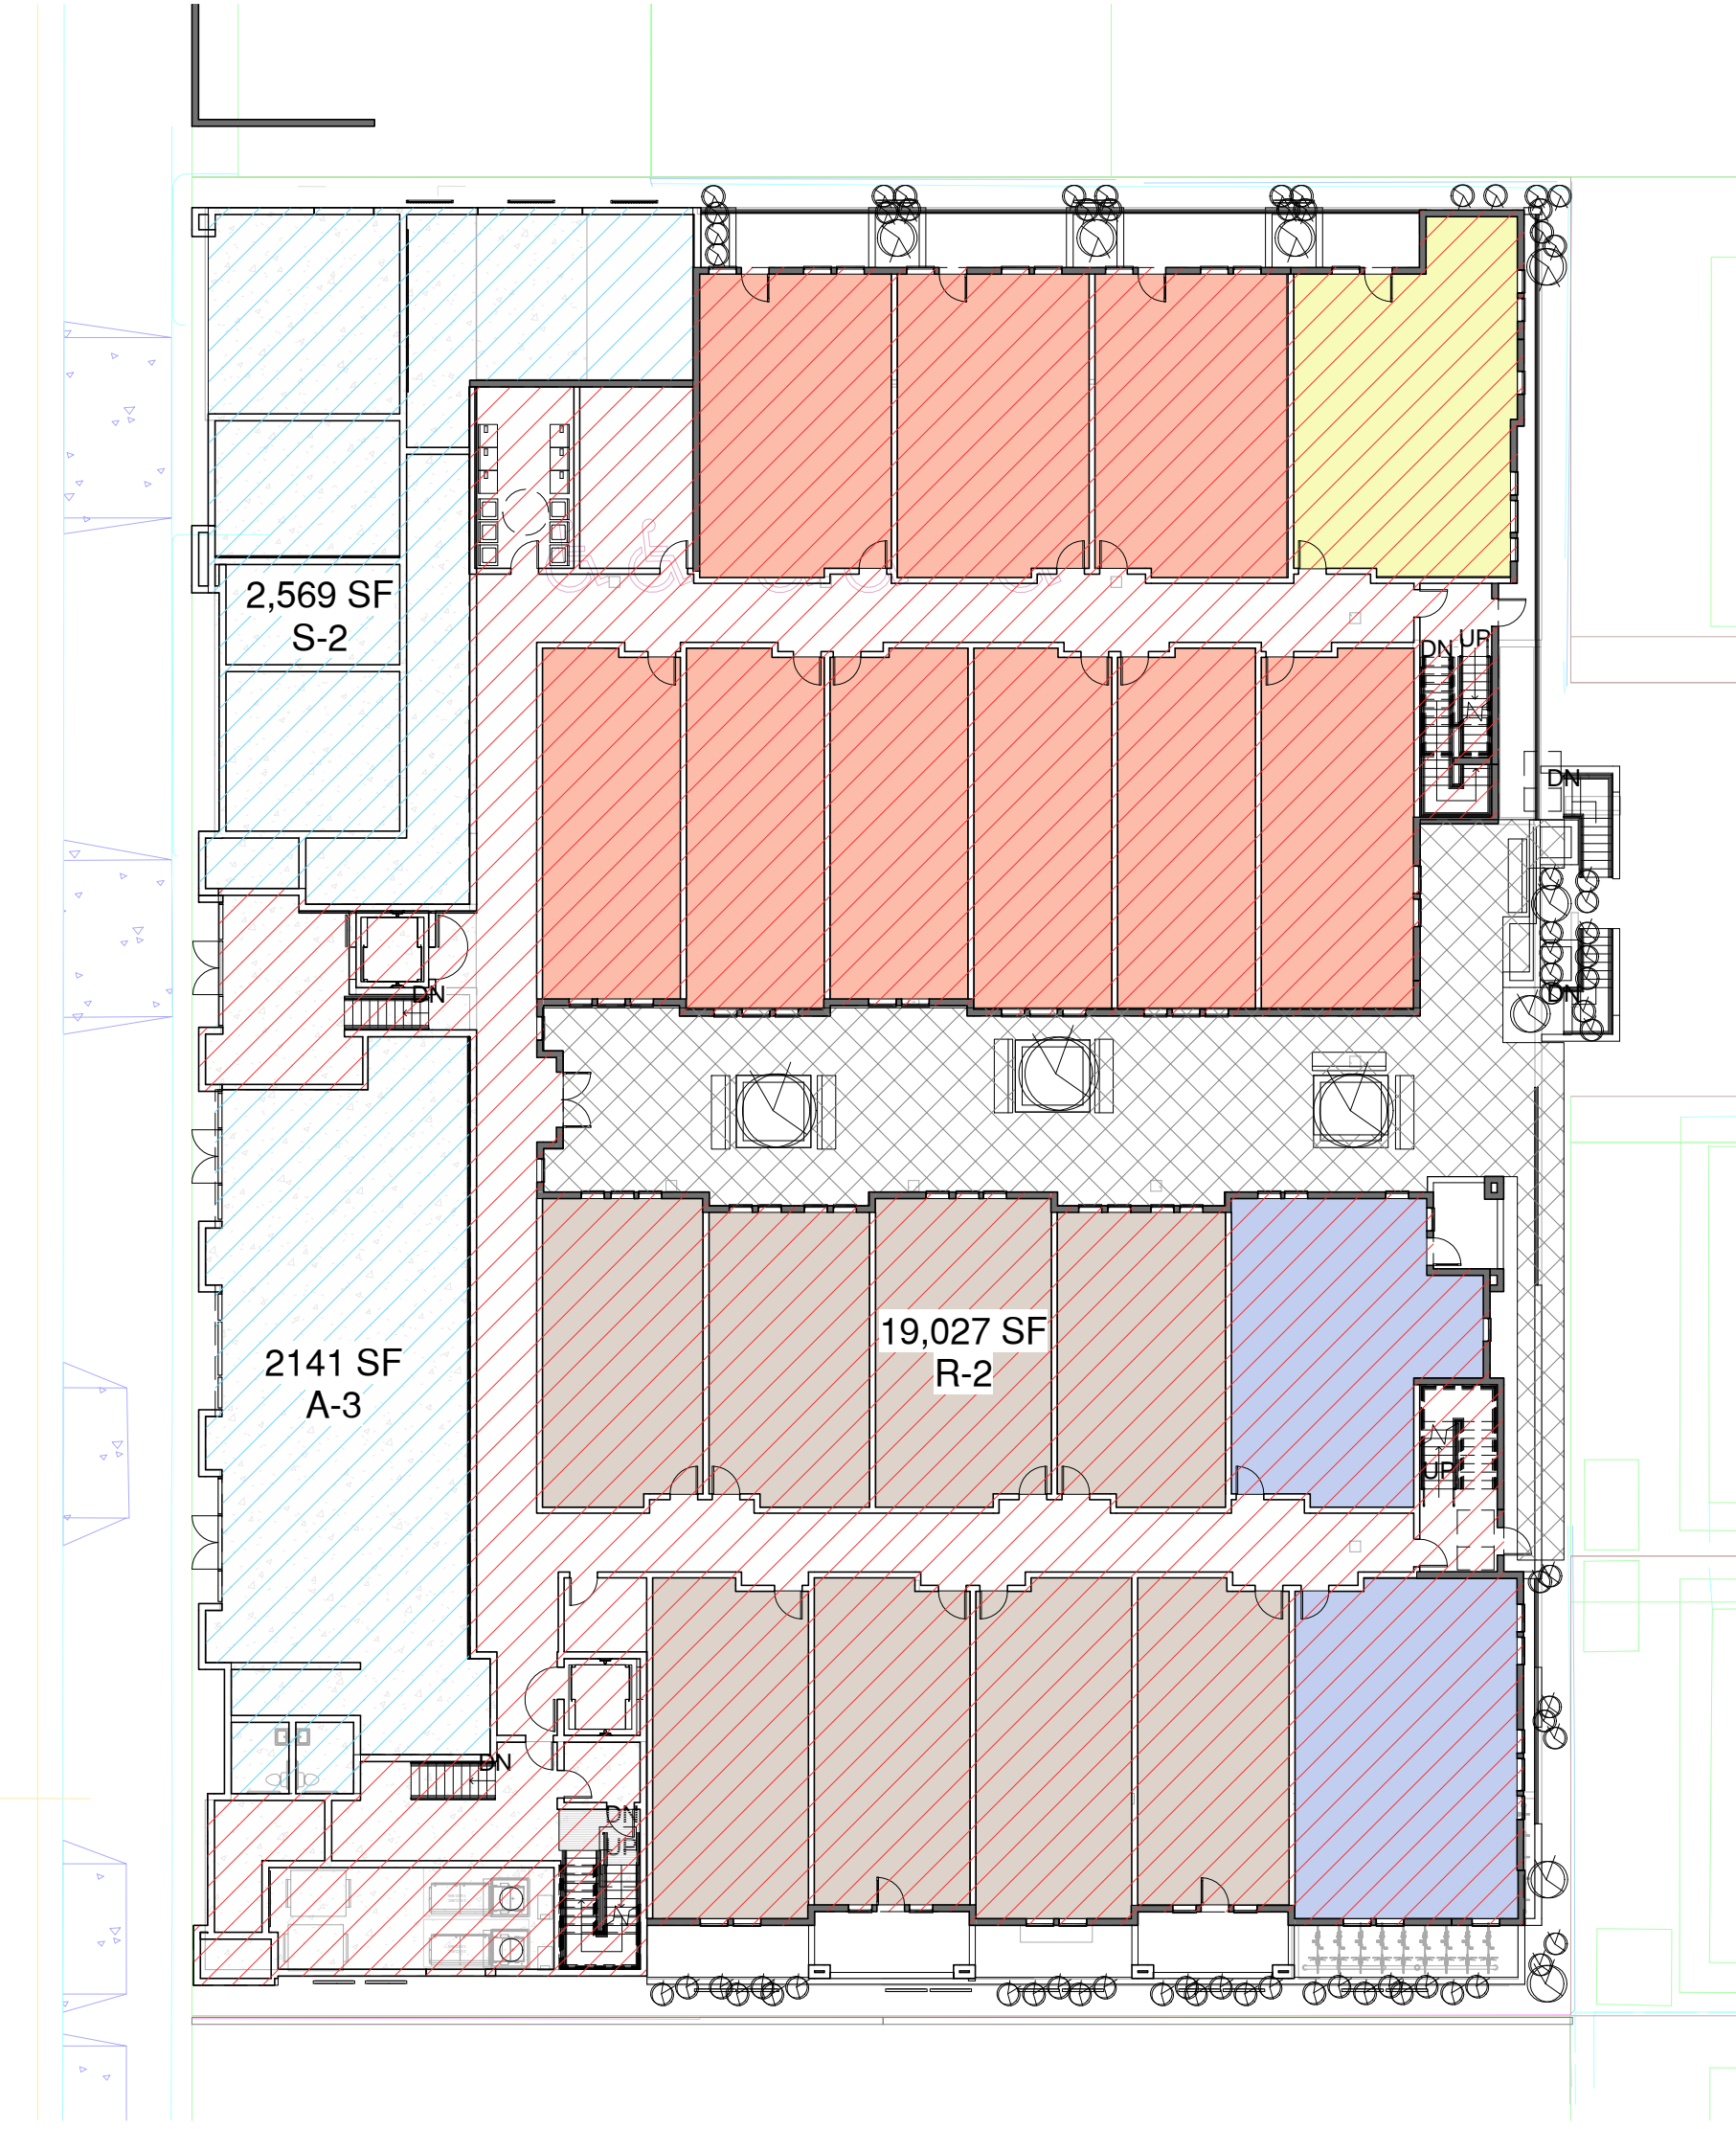 2,569 SF
S-2
DN UP
DN
DN
DN
19,027 SF
R-2
2141 SF
A-3
UP
DN
DN
UP